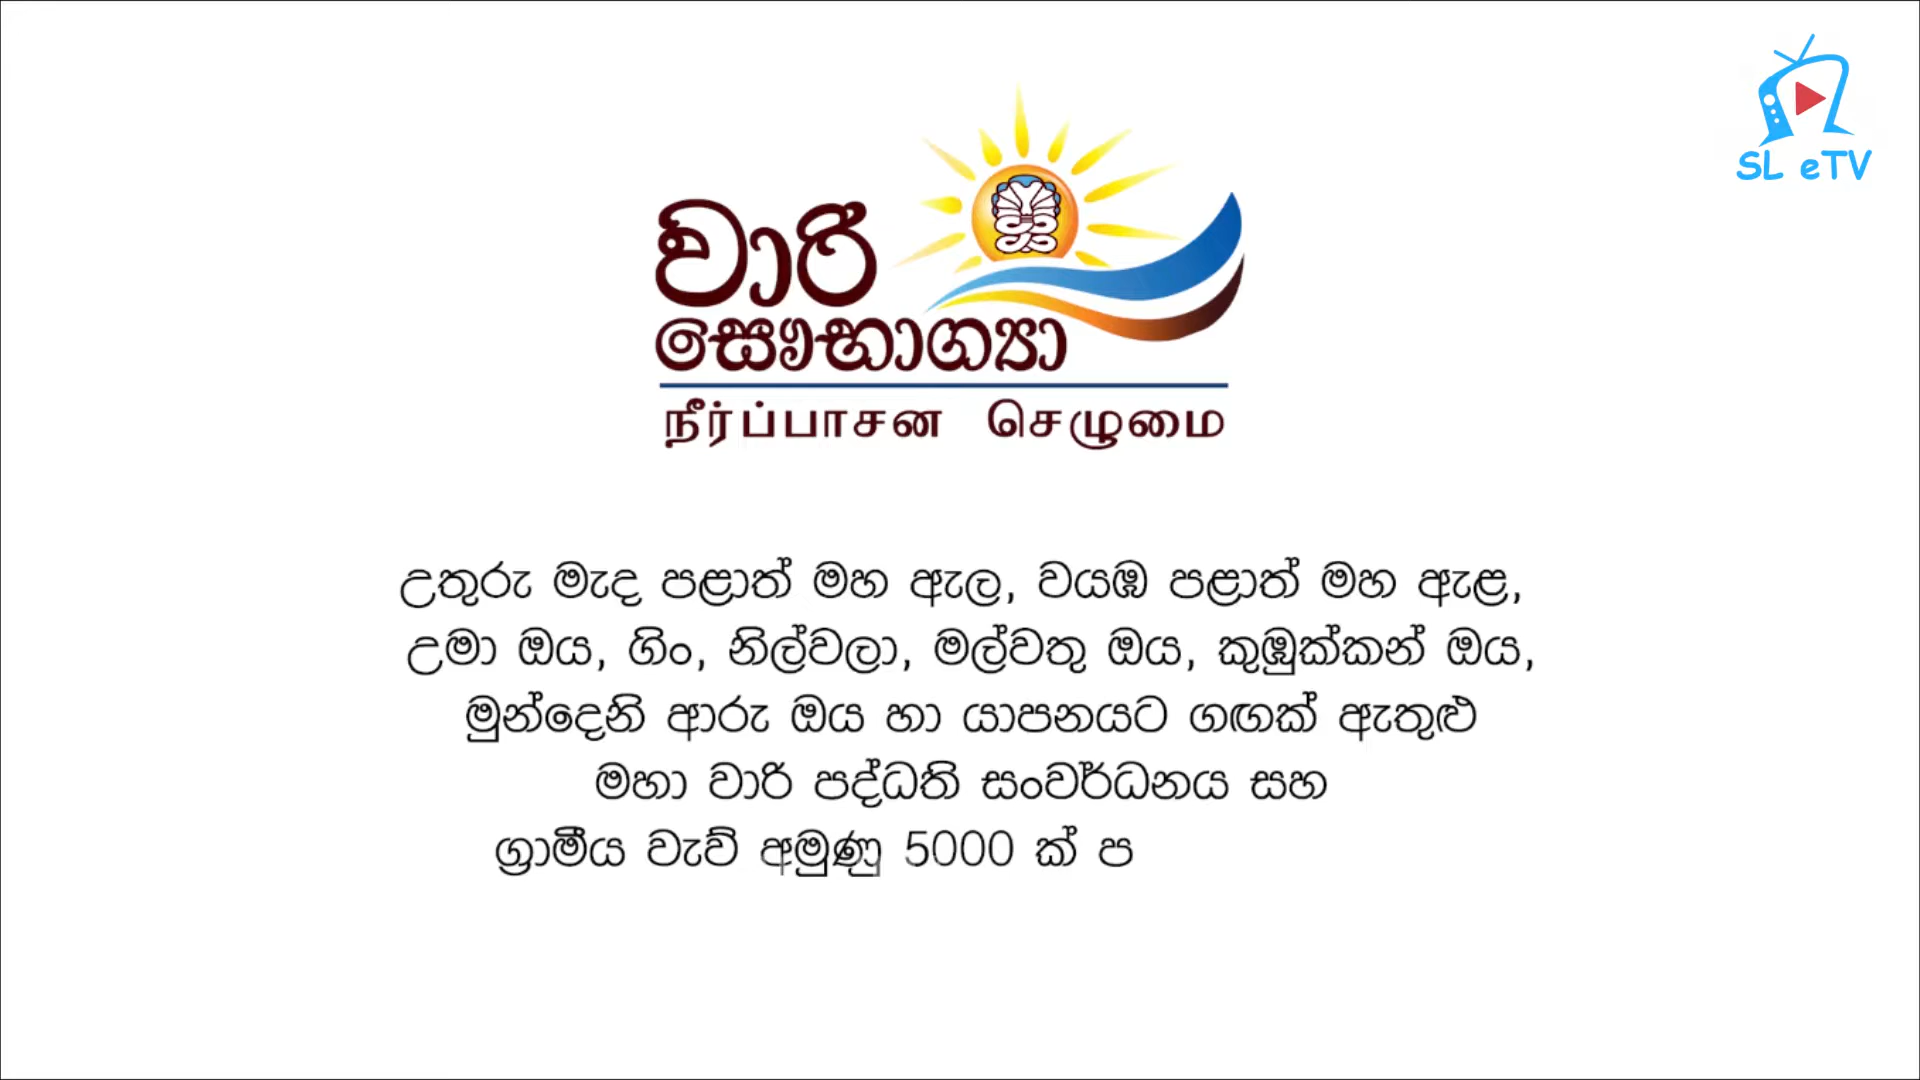 SL eTV
වාරි
සෞභාග්‍යා
நீர்ப்பாசன செழுமை
උතුරු මැද පළාත් මහ ඇල, වයඹ පළාත් මහ ඇළ,
උමා ඔය, ගිං, නිල්වලා, මල්වතු ඔය, කුඹුක්කන් ඔය,
මුන්දෙනි ආරු ඔය හා යාපනයට ගඟක් ඇතුළු
මහා වාරි පද්ධති සංවර්ධනය සහ
ග්‍රාමීය වැව් අමුණු 5000 ක් ප